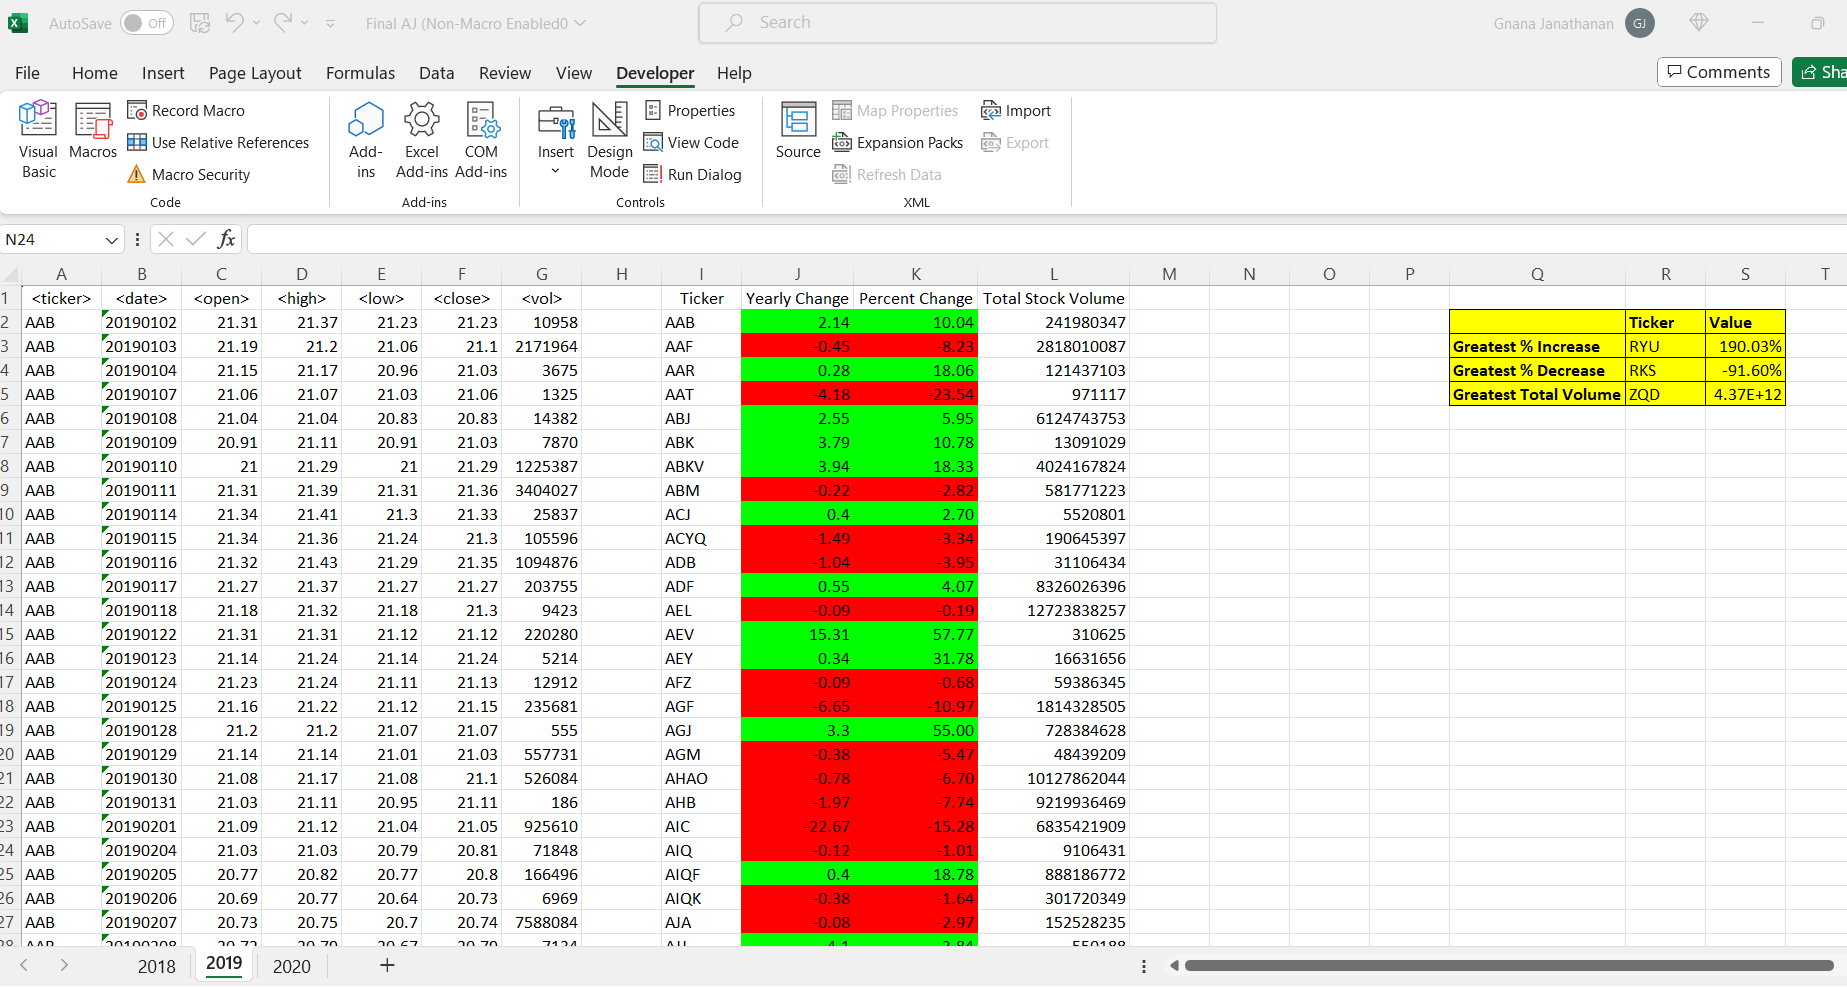 AutoSave Off Final AJ (Non-Macro Enabled0 Search Gnana Janathanan GJ
File Home Insert Page Layout Formulas Data Review View Developer Help Comments Sha
Visual Basic Macros Record Macro Use Relative References Macro Security Code
Add-ins Excel Add-ins COM Add-ins Add-ins
Insert Design Mode Properties View Code Run Dialog Controls
Source Map Properties Expansion Packs Refresh Data Import Export XML
N24 fx
A B C D E F G H I J K L M N O P Q R S T
1 <ticker> <date> <open> <high> <low> <close> <vol> Ticker Yearly Change Percent Change Total Stock Volume
2 AAB 20190102 21.31 21.37 21.23 21.23 10958 AAB 2.14 10.04 241980347 Ticker Value
3 AAB 20190103 21.19 21.2 21.06 21.1 2171964 AAF -0.45 -8.23 2818010087 Greatest % Increase RYU 190.03%
4 AAB 20190104 21.15 21.17 20.96 21.03 3675 AAR 0.28 18.06 121437103 Greatest % Decrease RKS -91.60%
5 AAB 20190107 21.06 21.07 21.03 21.06 1325 AAT -4.18 -23.54 971117 Greatest Total Volume ZQD 4.37E+12
6 AAB 20190108 21.04 21.04 20.83 20.83 14382 ABJ 2.55 5.95 6124743753
7 AAB 20190109 20.91 21.11 20.91 21.03 7870 ABK 3.79 10.78 13091029
8 AAB 20190110 21 21.29 21 21.29 1225387 ABKV 3.94 18.33 4024167824
9 AAB 20190111 21.31 21.39 21.31 21.36 3404027 ABM -0.22 -2.82 581771223
10 AAB 20190114 21.34 21.41 21.3 21.33 25837 ACJ 0.4 2.70 5520801
11 AAB 20190115 21.34 21.36 21.24 21.3 105596 ACYQ -1.49 -3.34 190645397
12 AAB 20190116 21.32 21.43 21.29 21.35 1094876 ADB -1.04 -3.95 31106434
13 AAB 20190117 21.27 21.37 21.27 21.27 203755 ADF 0.55 4.07 8326026396
14 AAB 20190118 21.18 21.32 21.18 21.3 9423 AEL -0.09 -0.19 12723838257
15 AAB 20190122 21.31 21.31 21.12 21.12 220280 AEV 15.31 57.77 310625
16 AAB 20190123 21.14 21.24 21.14 21.24 5214 AEY 0.34 31.78 16631656
17 AAB 20190124 21.23 21.24 21.11 21.13 12912 AFZ -0.09 -0.68 59386345
18 AAB 20190125 21.16 21.22 21.12 21.15 235681 AGF -6.65 -10.97 1814328505
19 AAB 20190128 21.2 21.2 21.07 21.07 555 AGJ 3.3 55.00 728384628
20 AAB 20190129 21.14 21.14 21.01 21.03 557731 AGM -0.38 -5.47 48439209
21 AAB 20190130 21.08 21.17 21.08 21.1 526084 AHAO -0.78 -6.70 10127862044
22 AAB 20190131 21.03 21.11 20.95 21.11 186 AHB -1.97 -7.74 9219936469
23 AAB 20190201 21.09 21.12 21.04 21.05 925610 AIC -22.67 -15.28 6835421909
24 AAB 20190204 21.03 21.03 20.79 20.81 71848 AIQ -0.12 -1.01 9106431
25 AAB 20190205 20.77 20.82 20.77 20.8 166496 AIQF 0.4 18.78 888186772
26 AAB 20190206 20.69 20.77 20.64 20.73 6969 AIQK -0.38 -1.64 301720349
27 AAB 20190207 20.73 20.75 20.7 20.74 7588084 AJA -0.08 -2.97 152528235
2018 2019 2020